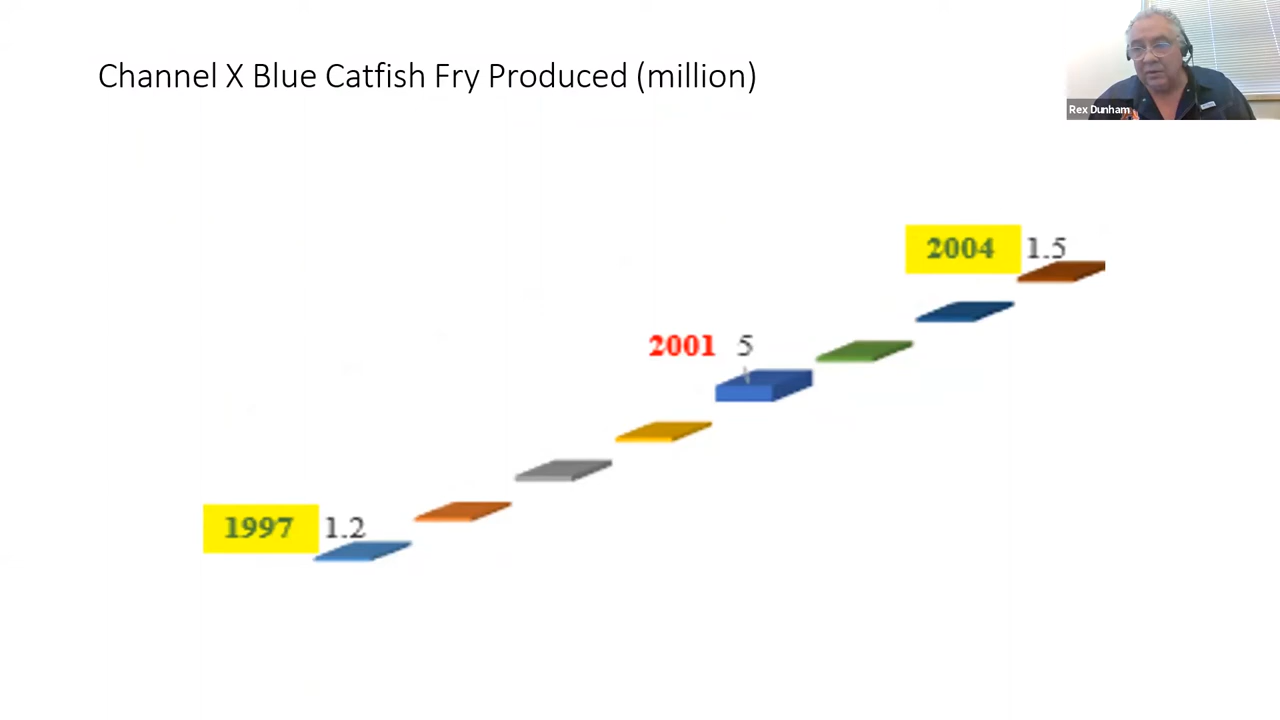 Channel X Blue Catfish Fry Produced (million)
Rex Dunham
2004 1.5
2001 5
1997 1.2